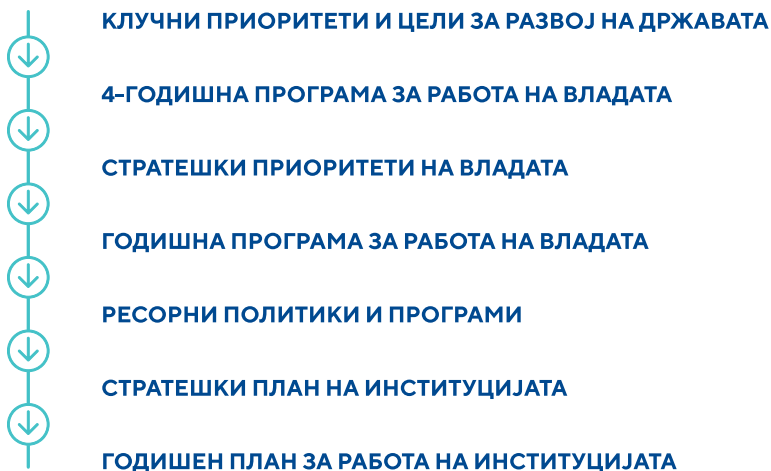 КЛУЧНИ ПРИОРИТЕТИ И ЦЕЛИ ЗА РАЗВОЈ НА ДРЖАВАТА
4-ГОДИШНА ПРОГРАМА ЗА РАБОТА НА ВЛАДАТА
СТРАТЕШКИ ПРИОРИТЕТИ НА ВЛАДАТА
ГОДИШНА ПРОГРАМА ЗА РАБОТА НА ВЛАДАТА
РЕСОРНИ ПОЛИТИКИ И ПРОГРАМИ
СТРАТЕШКИ ПЛАН НА ИНСТИТУЦИЈАТА
ГОДИШЕН ПЛАН ЗА РАБОТА НА ИНСТИТУЦИЈАТА